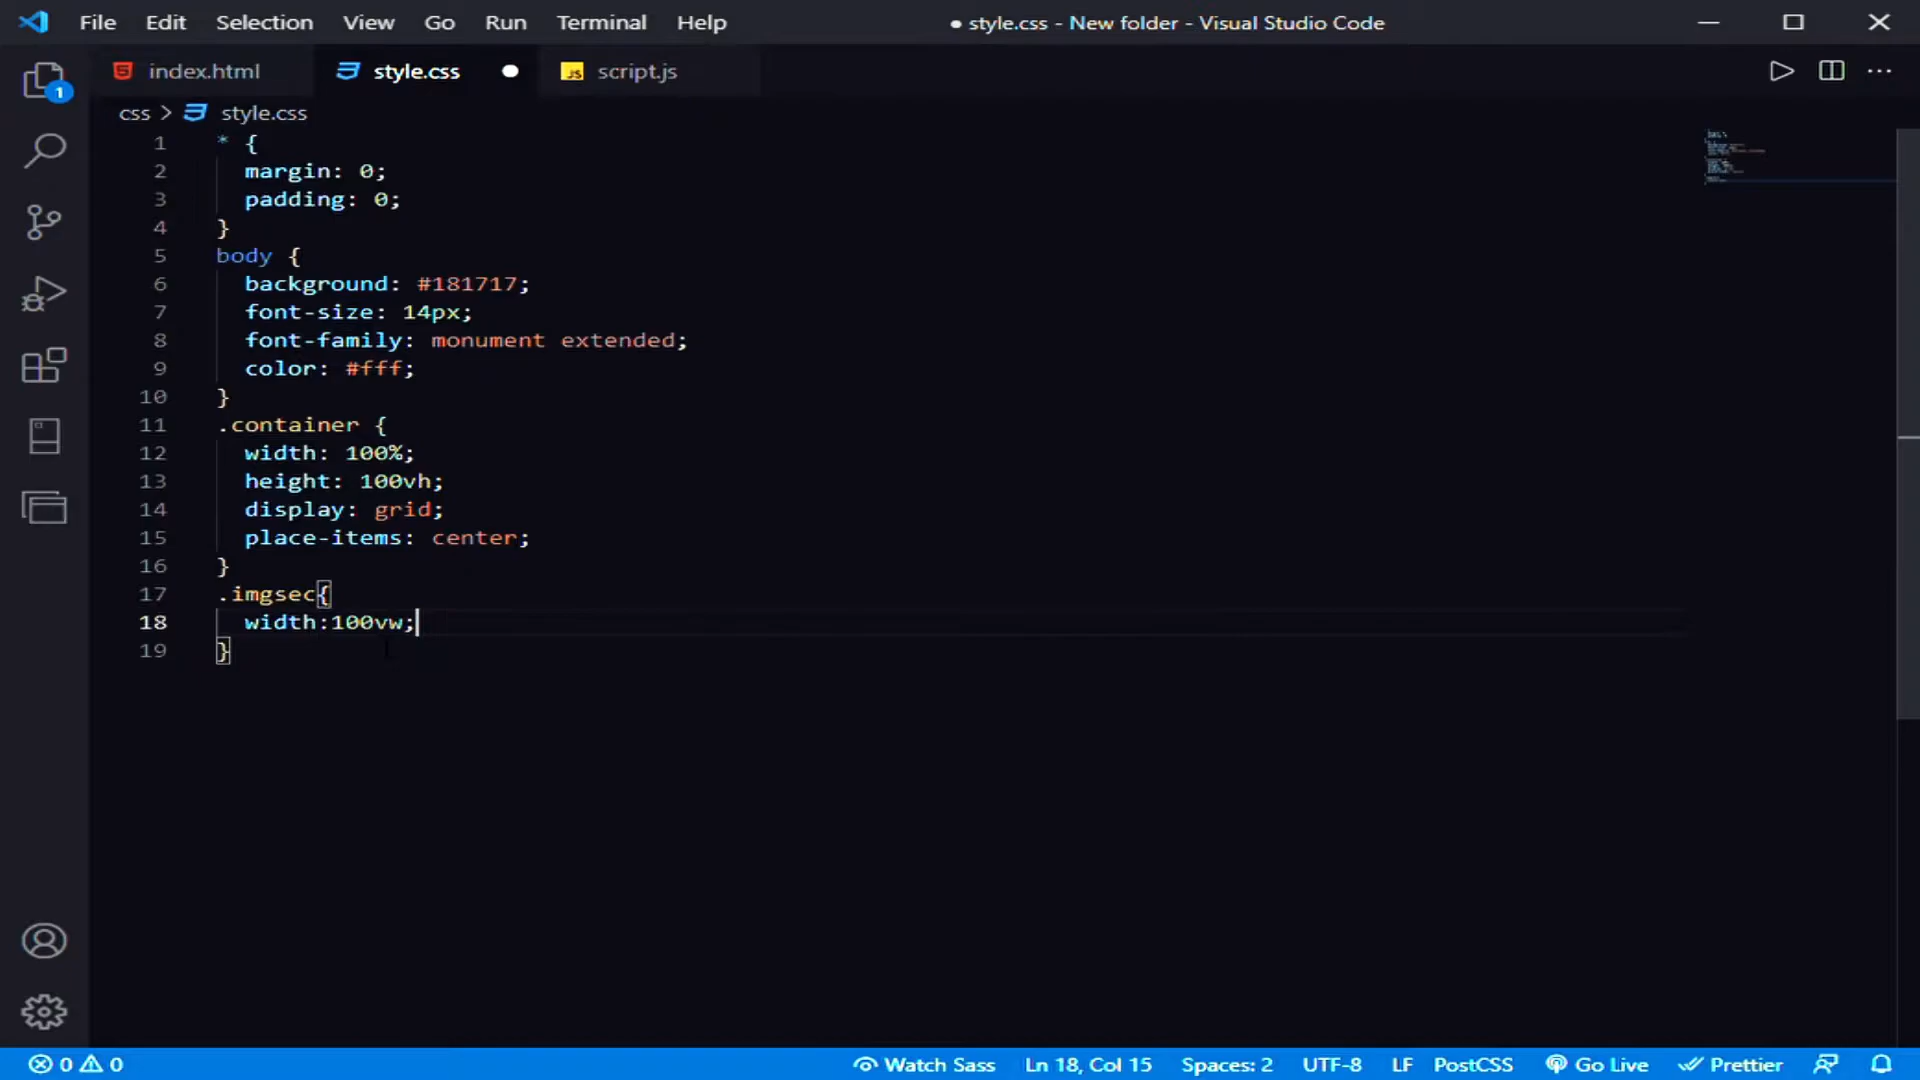 File Edit Selection View Go Run Terminal Help ● style.css - New folder - Visual Studio Code
index.html style.css script.js
css > style.css
1 * {
2 margin: 0;
3 padding: 0;
4 }
5 body {
6 background: #181717;
7 font-size: 14px;
8 font-family: monument extended;
9 color: #fff;
10 }
11 .container {
12 width: 100%;
13 height: 100vh;
14 display: grid;
15 place-items: center;
16 }
17 .imgsec{
18 width:100vw;
19 }
1
0 0 Watch Sass Ln 18, Col 15 Spaces: 2 UTF-8 LF PostCSS Go Live Prettier